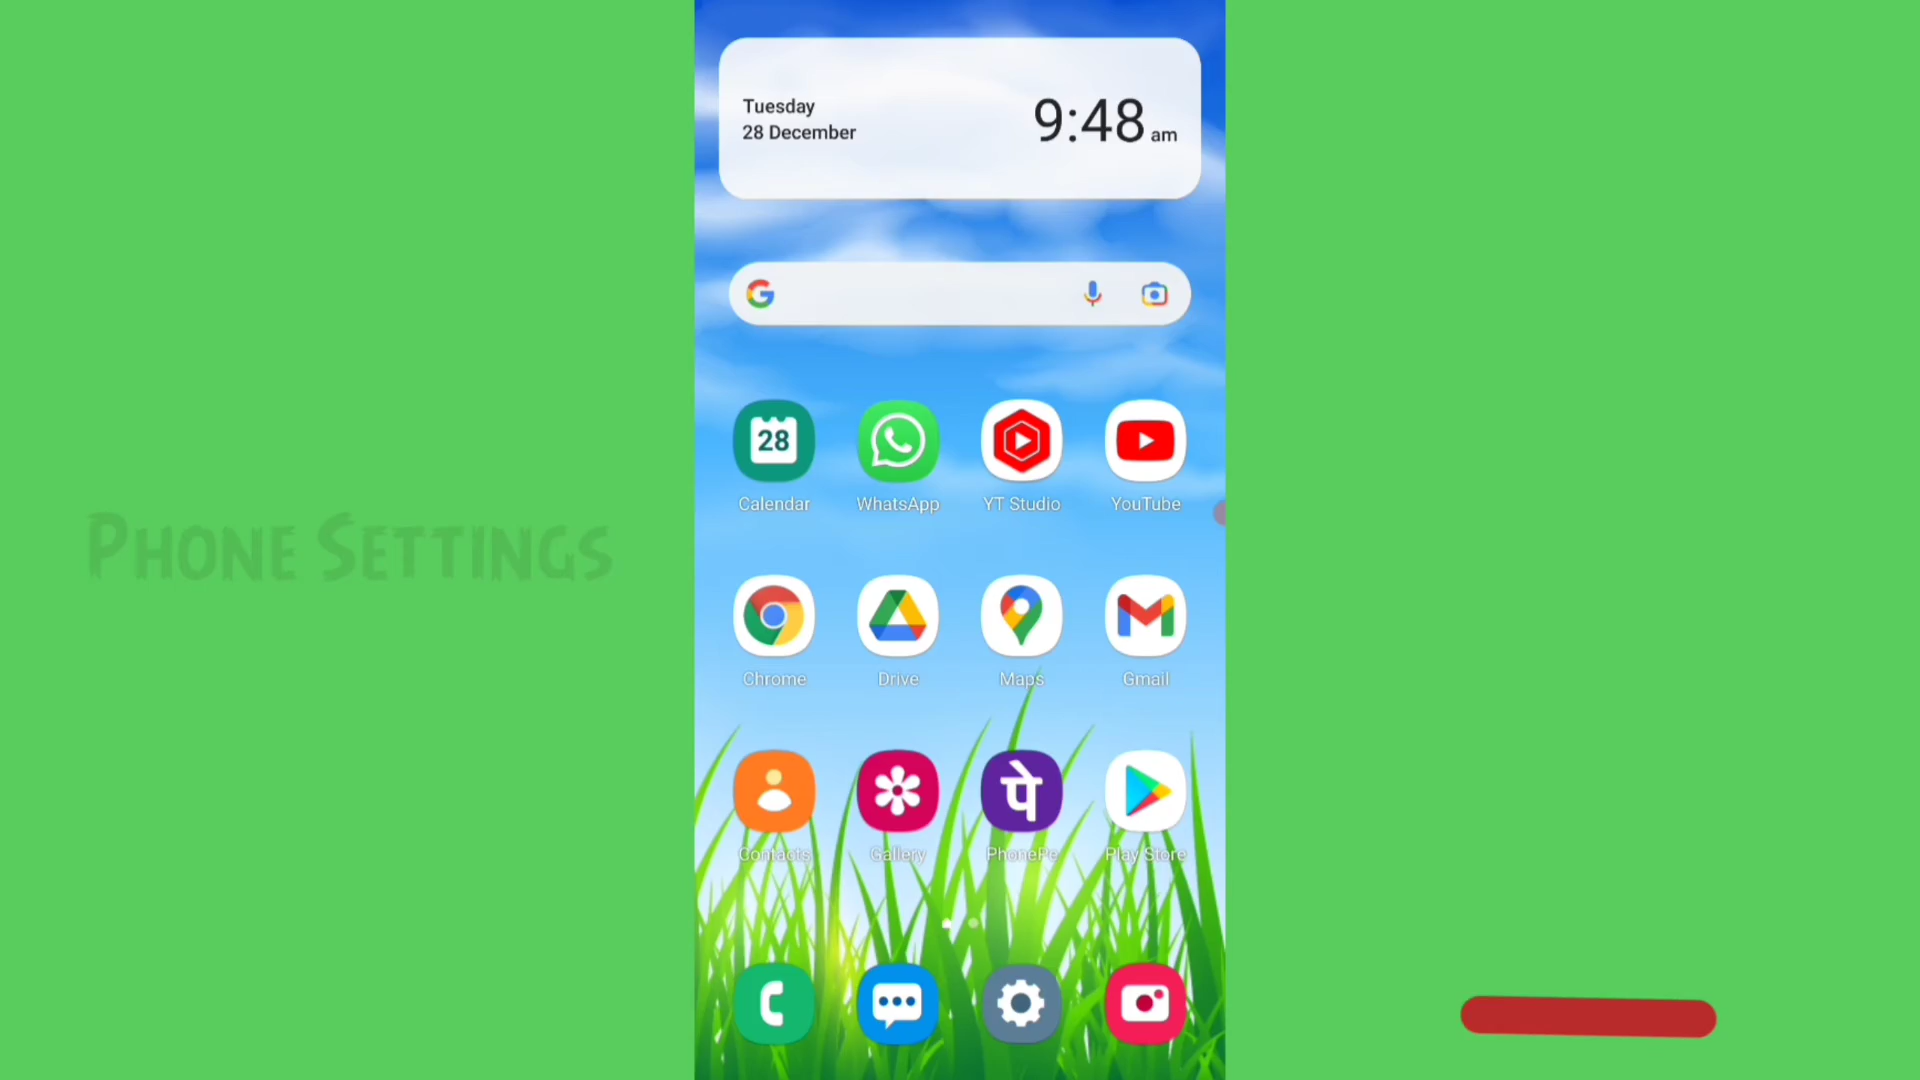 Tuesday
28 December
9:48 am
G
28
Calendar
WhatsApp
YT Studio
YouTube
PHONE SETTINGS
Chrome
Drive
Maps
Gmail
पे
Contacts
Gallery
PhonePe
Play Store